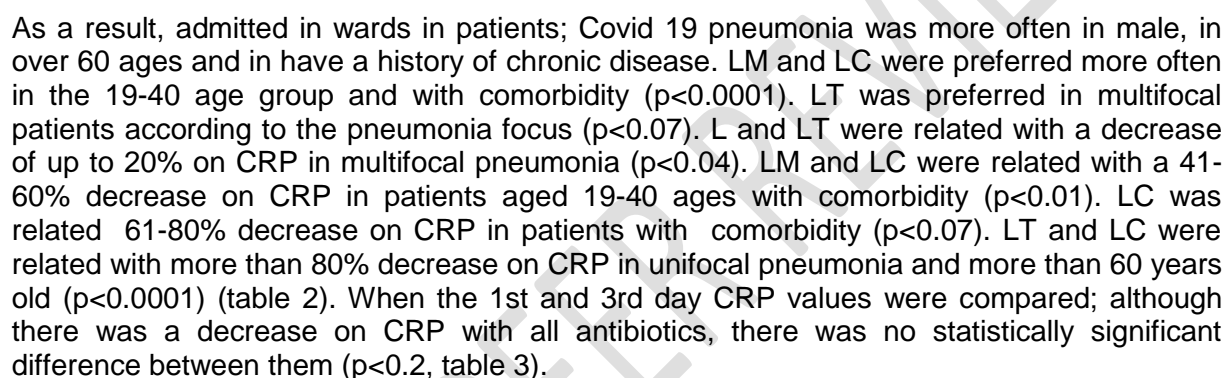 As a result, admitted in wards in patients; Covid 19 pneumonia was more often in male, in
over 60 ages and in have a history of chronic disease. LM and LC were preferred more often
in the 19-40 age group and with comorbidity (p<0.0001). LT was preferred in multifocal
patients according to the pneumonia focus (p<0.07). L and LT were related with a decrease
of up to 20% on CRP in multifocal pneumonia (p<0.04). LM and LC were related with a 41-
60% decrease on CRP in patients aged 19-40 ages with comorbidity (p<0.01). LC was
related 61-80% decrease on CRP in patients with comorbidity (p<0.07). LT and LC were
related with more than 80% decrease on CRP in unifocal pneumonia and more than 60 years
old (p<0.0001) (table 2). When the 1st and 3rd day CRP values were compared; although
there was a decrease on CRP with all antibiotics, there was no statistically significant
difference between them (p<0.2, table 3).